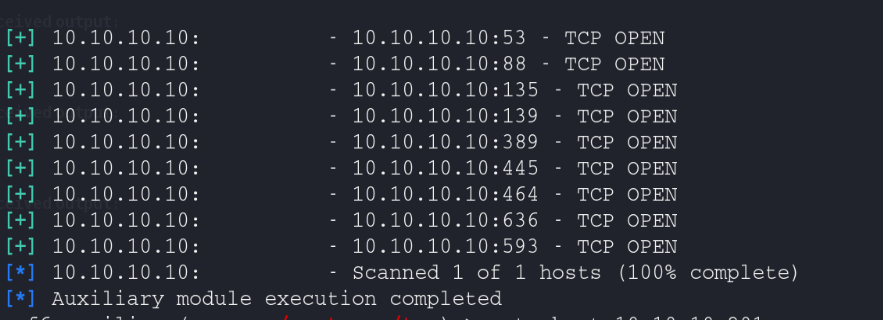 [+] 10.10.10.10: - 10.10.10.10:53 - TCP OPEN
[+] 10.10.10.10: - 10.10.10.10:88 - TCP OPEN
[+] 10.10.10.10: - 10.10.10.10:135 - TCP OPEN
[+] 10.10.10.10: - 10.10.10.10:139 - TCP OPEN
[+] 10.10.10.10: - 10.10.10.10:389 - TCP OPEN
[+] 10.10.10.10: - 10.10.10.10:445 - TCP OPEN
[+] 10.10.10.10: - 10.10.10.10:464 - TCP OPEN
[+] 10.10.10.10: - 10.10.10.10:636 - TCP OPEN
[+] 10.10.10.10: - 10.10.10.10:593 - TCP OPEN
[*] 10.10.10.10: - Scanned 1 of 1 hosts (100% complete)
[*] Auxiliary module execution completed